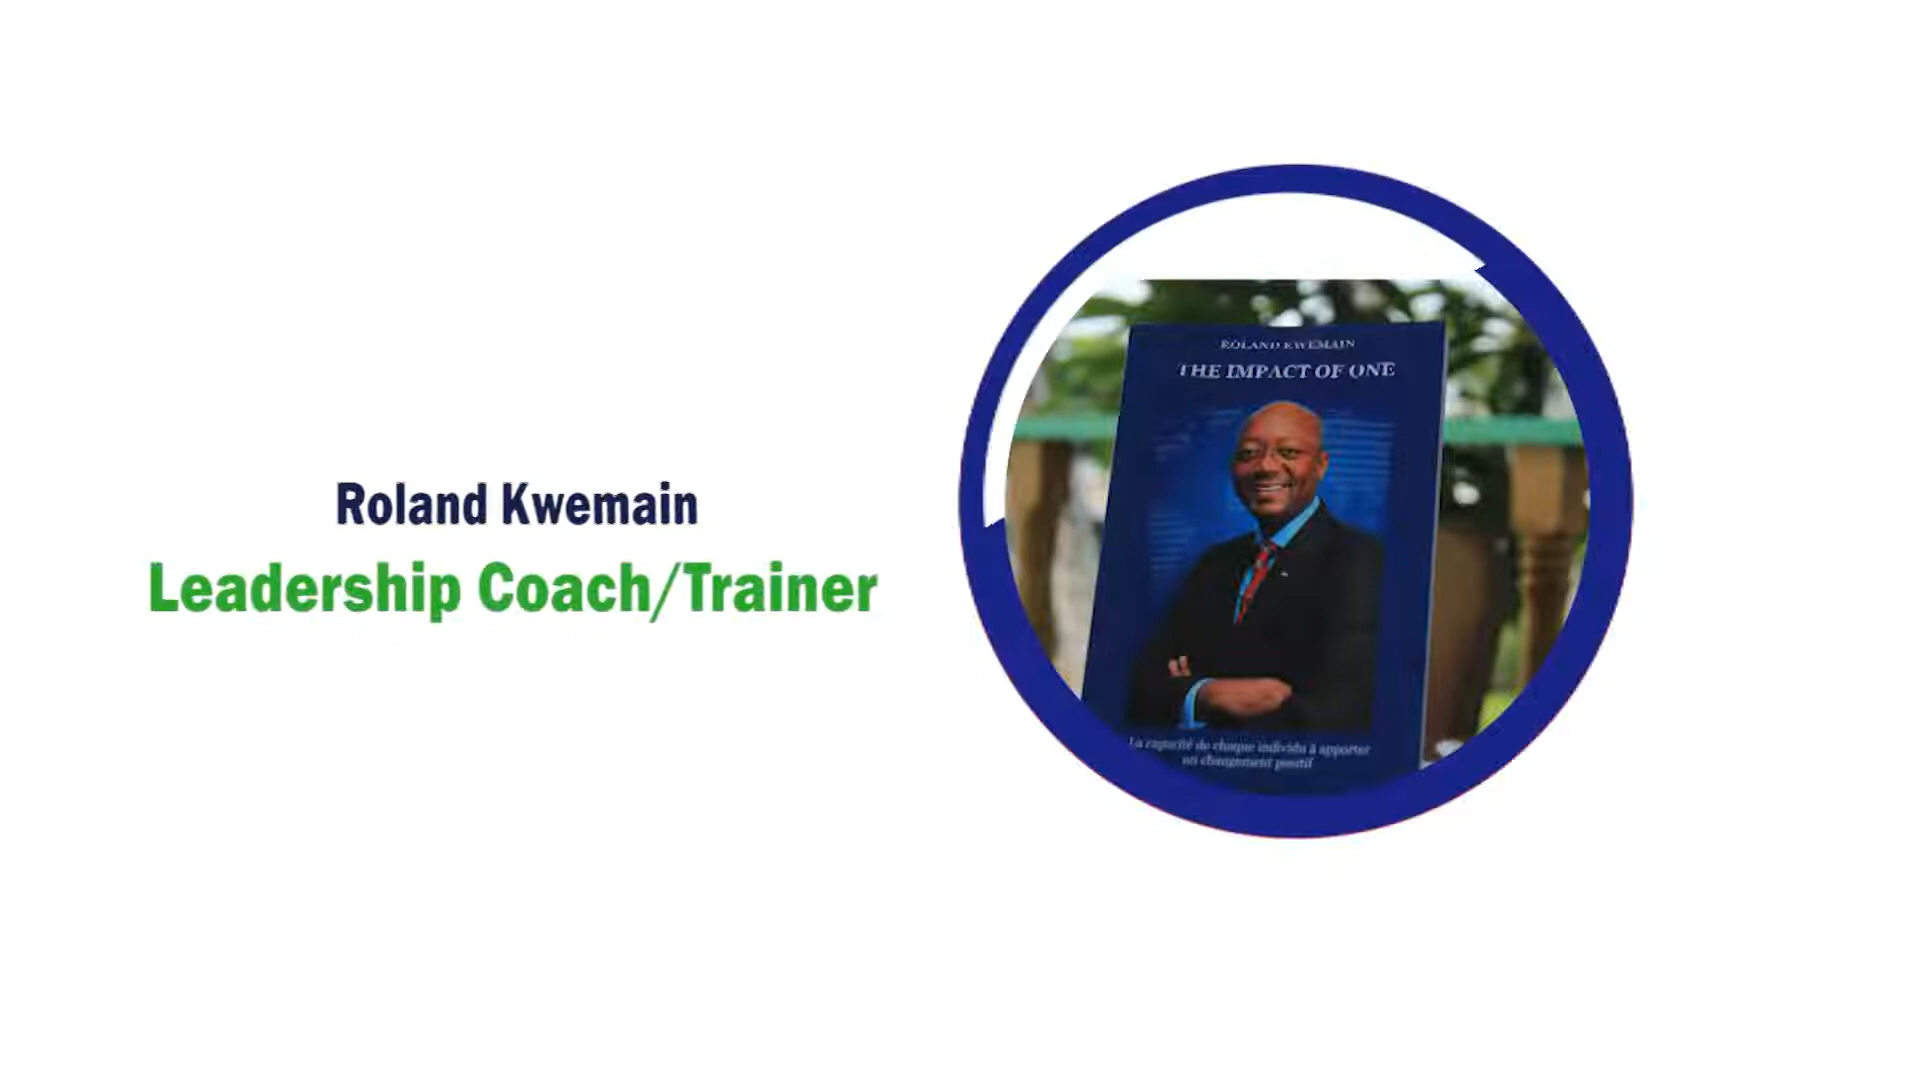 Roland Kwemain
Leadership Coach/Trainer
ROLAND KWEMAIN
THE IMPACT OF ONE
La capacité de chaque individu à apporter
un changement positif